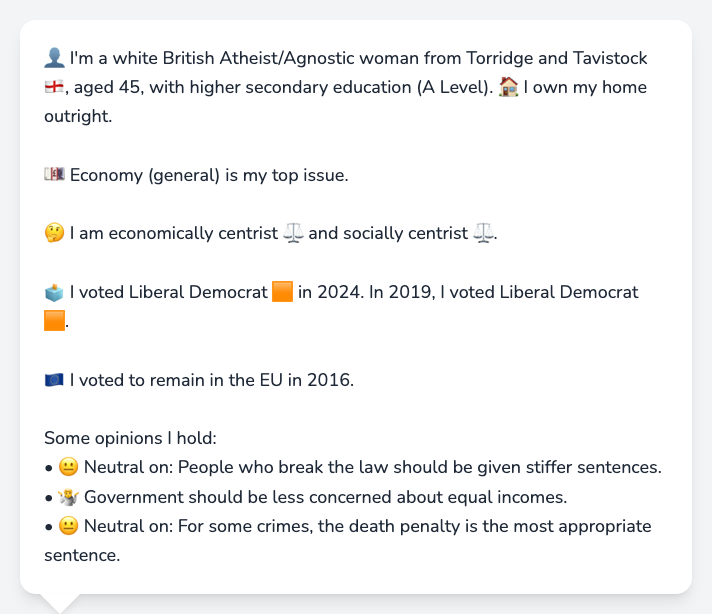 👤 I'm a white British Atheist/Agnostic woman from Torridge and Tavistock
🏴󠁧󠁢󠁥󠁮󠁧󠁿, aged 45, with higher secondary education (A Level). 🏠 I own my home
outright.
💷 Economy (general) is my top issue.
🤔 I am economically centrist ⚖️ and socially centrist ⚖️.
🗳️ I voted Liberal Democrat 🟧 in 2024. In 2019, I voted Liberal Democrat
🟧.
🇪🇺 I voted to remain in the EU in 2016.
Some opinions I hold:
• 😐 Neutral on: People who break the law should be given stiffer sentences.
• 🤷 Government should be less concerned about equal incomes.
• 😐 Neutral on: For some crimes, the death penalty is the most appropriate
sentence.